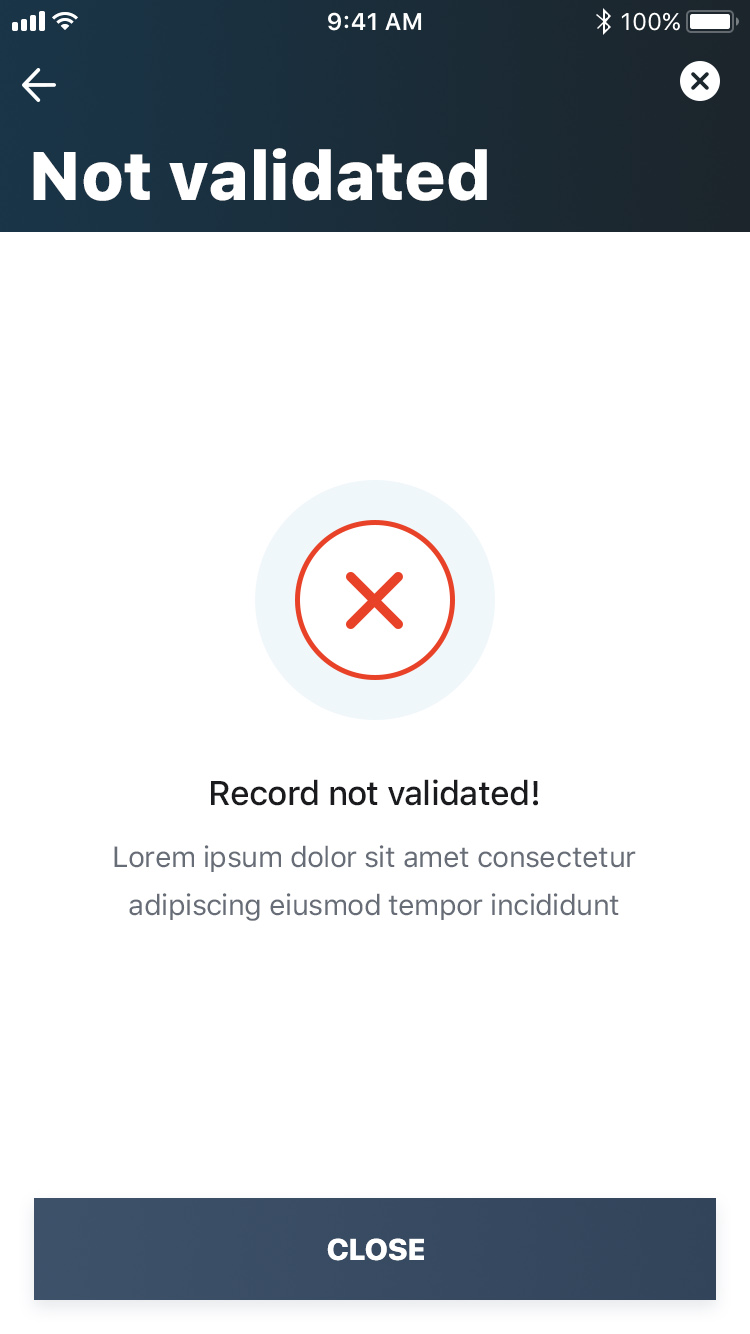 9:41 AM
100%
Not validated
Record not validated!
Lorem ipsum dolor sit amet consectetur
adipiscing eiusmod tempor incididunt
CLOSE